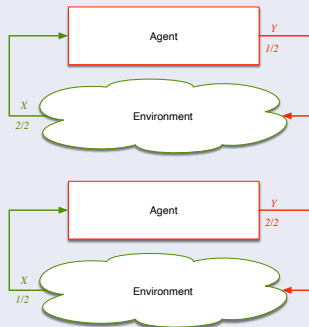 Agent
Y
1/2
X
2/2
Environment
Agent
Y
2/2
X
1/2
Environment